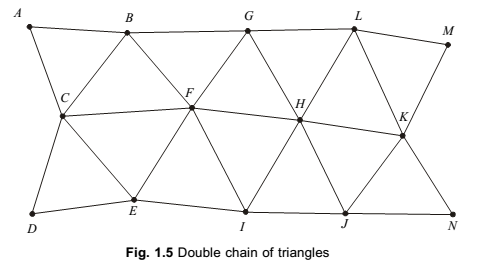 A B G L M
C F H K
D E I J N
Fig. 1.5 Double chain of triangles